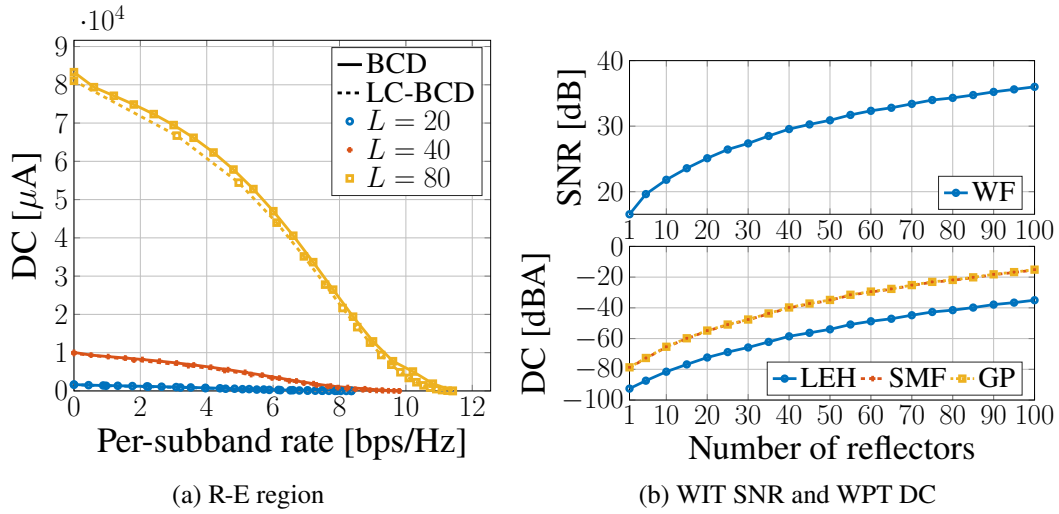 ·10⁴
9
8
7
6
5
4
3
2
1
0
0 2 4 6 8 10 12
DC [μA]
Per-subband rate [bps/Hz]
BCD
LC-BCD
L = 20
L = 40
L = 80
(a) R-E region
40
30
20
SNR [dB]
WF
1 10 20 30 40 50 60 70 80 90 100
0
−20
−40
−60
−80
−100
DC [dBA]
LEH SMF GP
1 10 20 30 40 50 60 70 80 90 100
Number of reflectors
(b) WIT SNR and WPT DC